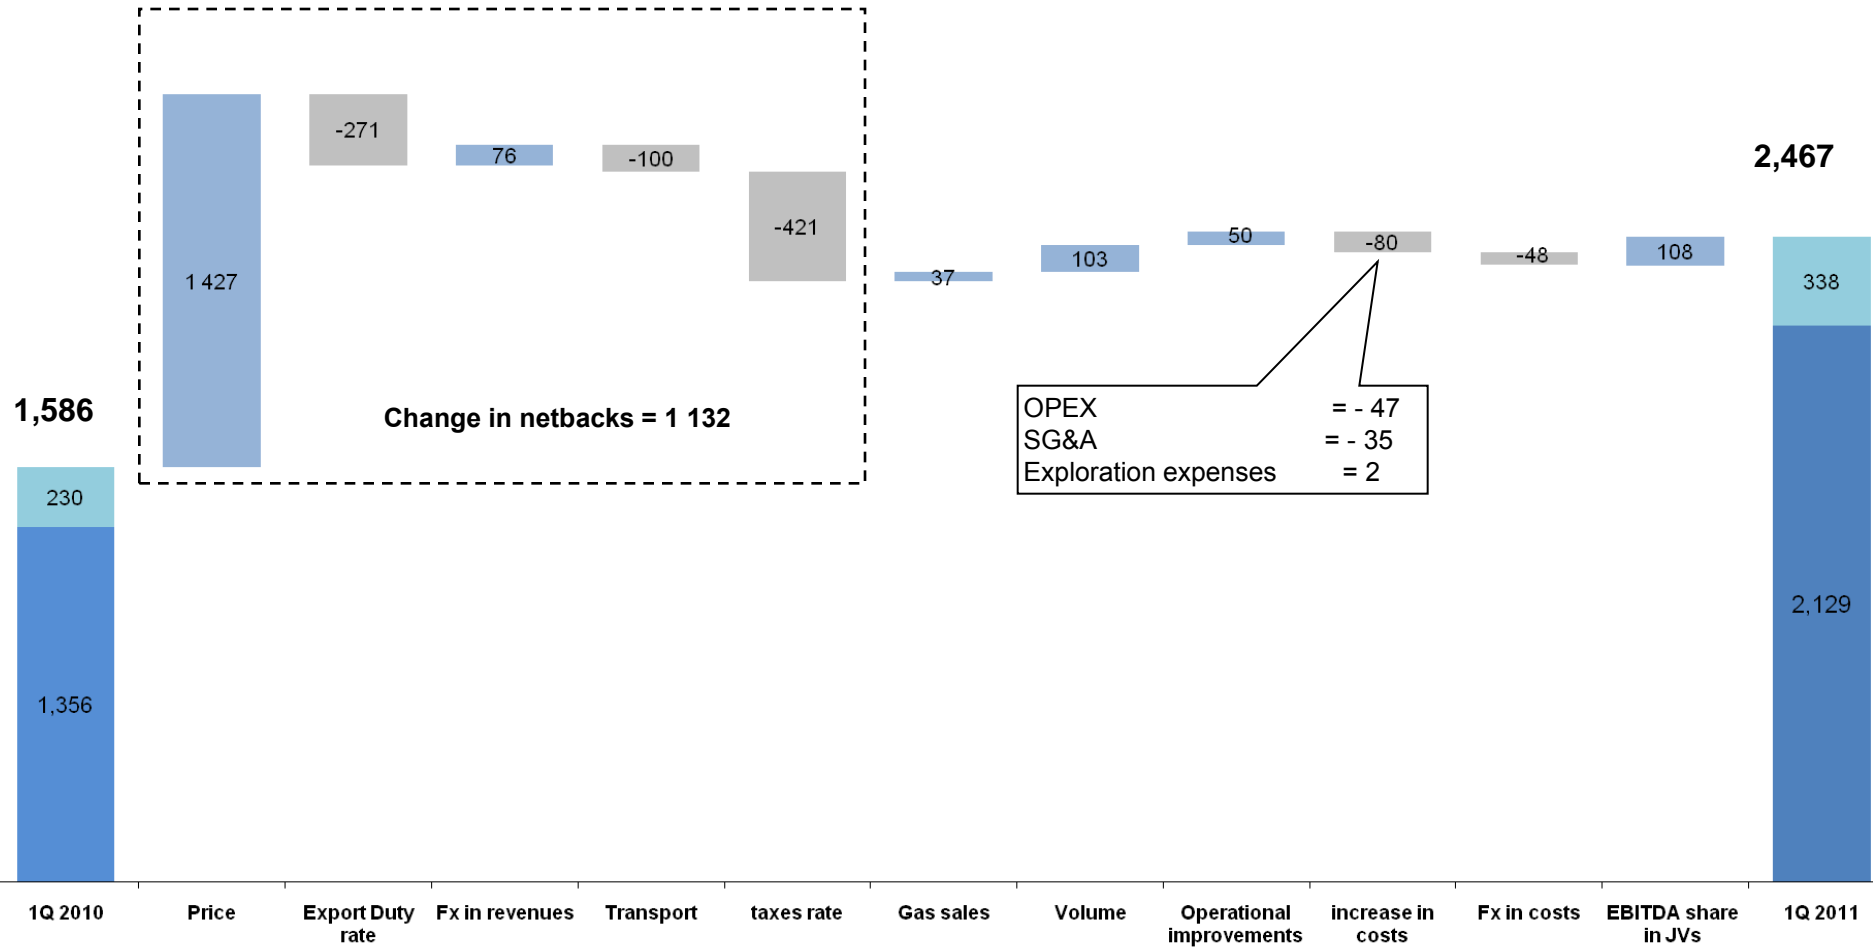 1,586
230
1,356
1 427
-271
76
-100
-421
Change in netbacks = 1 132
37
103
50
-80
-48
108
OPEX = - 47
SG&A = - 35
Exploration expenses = 2
2,467
338
2,129
1Q 2010
Price
Export Duty
rate
Fx in revenues
Transport
taxes rate
Gas sales
Volume
Operational
improvements
increase in
costs
Fx in costs
EBITDA share
in JVs
1Q 2011